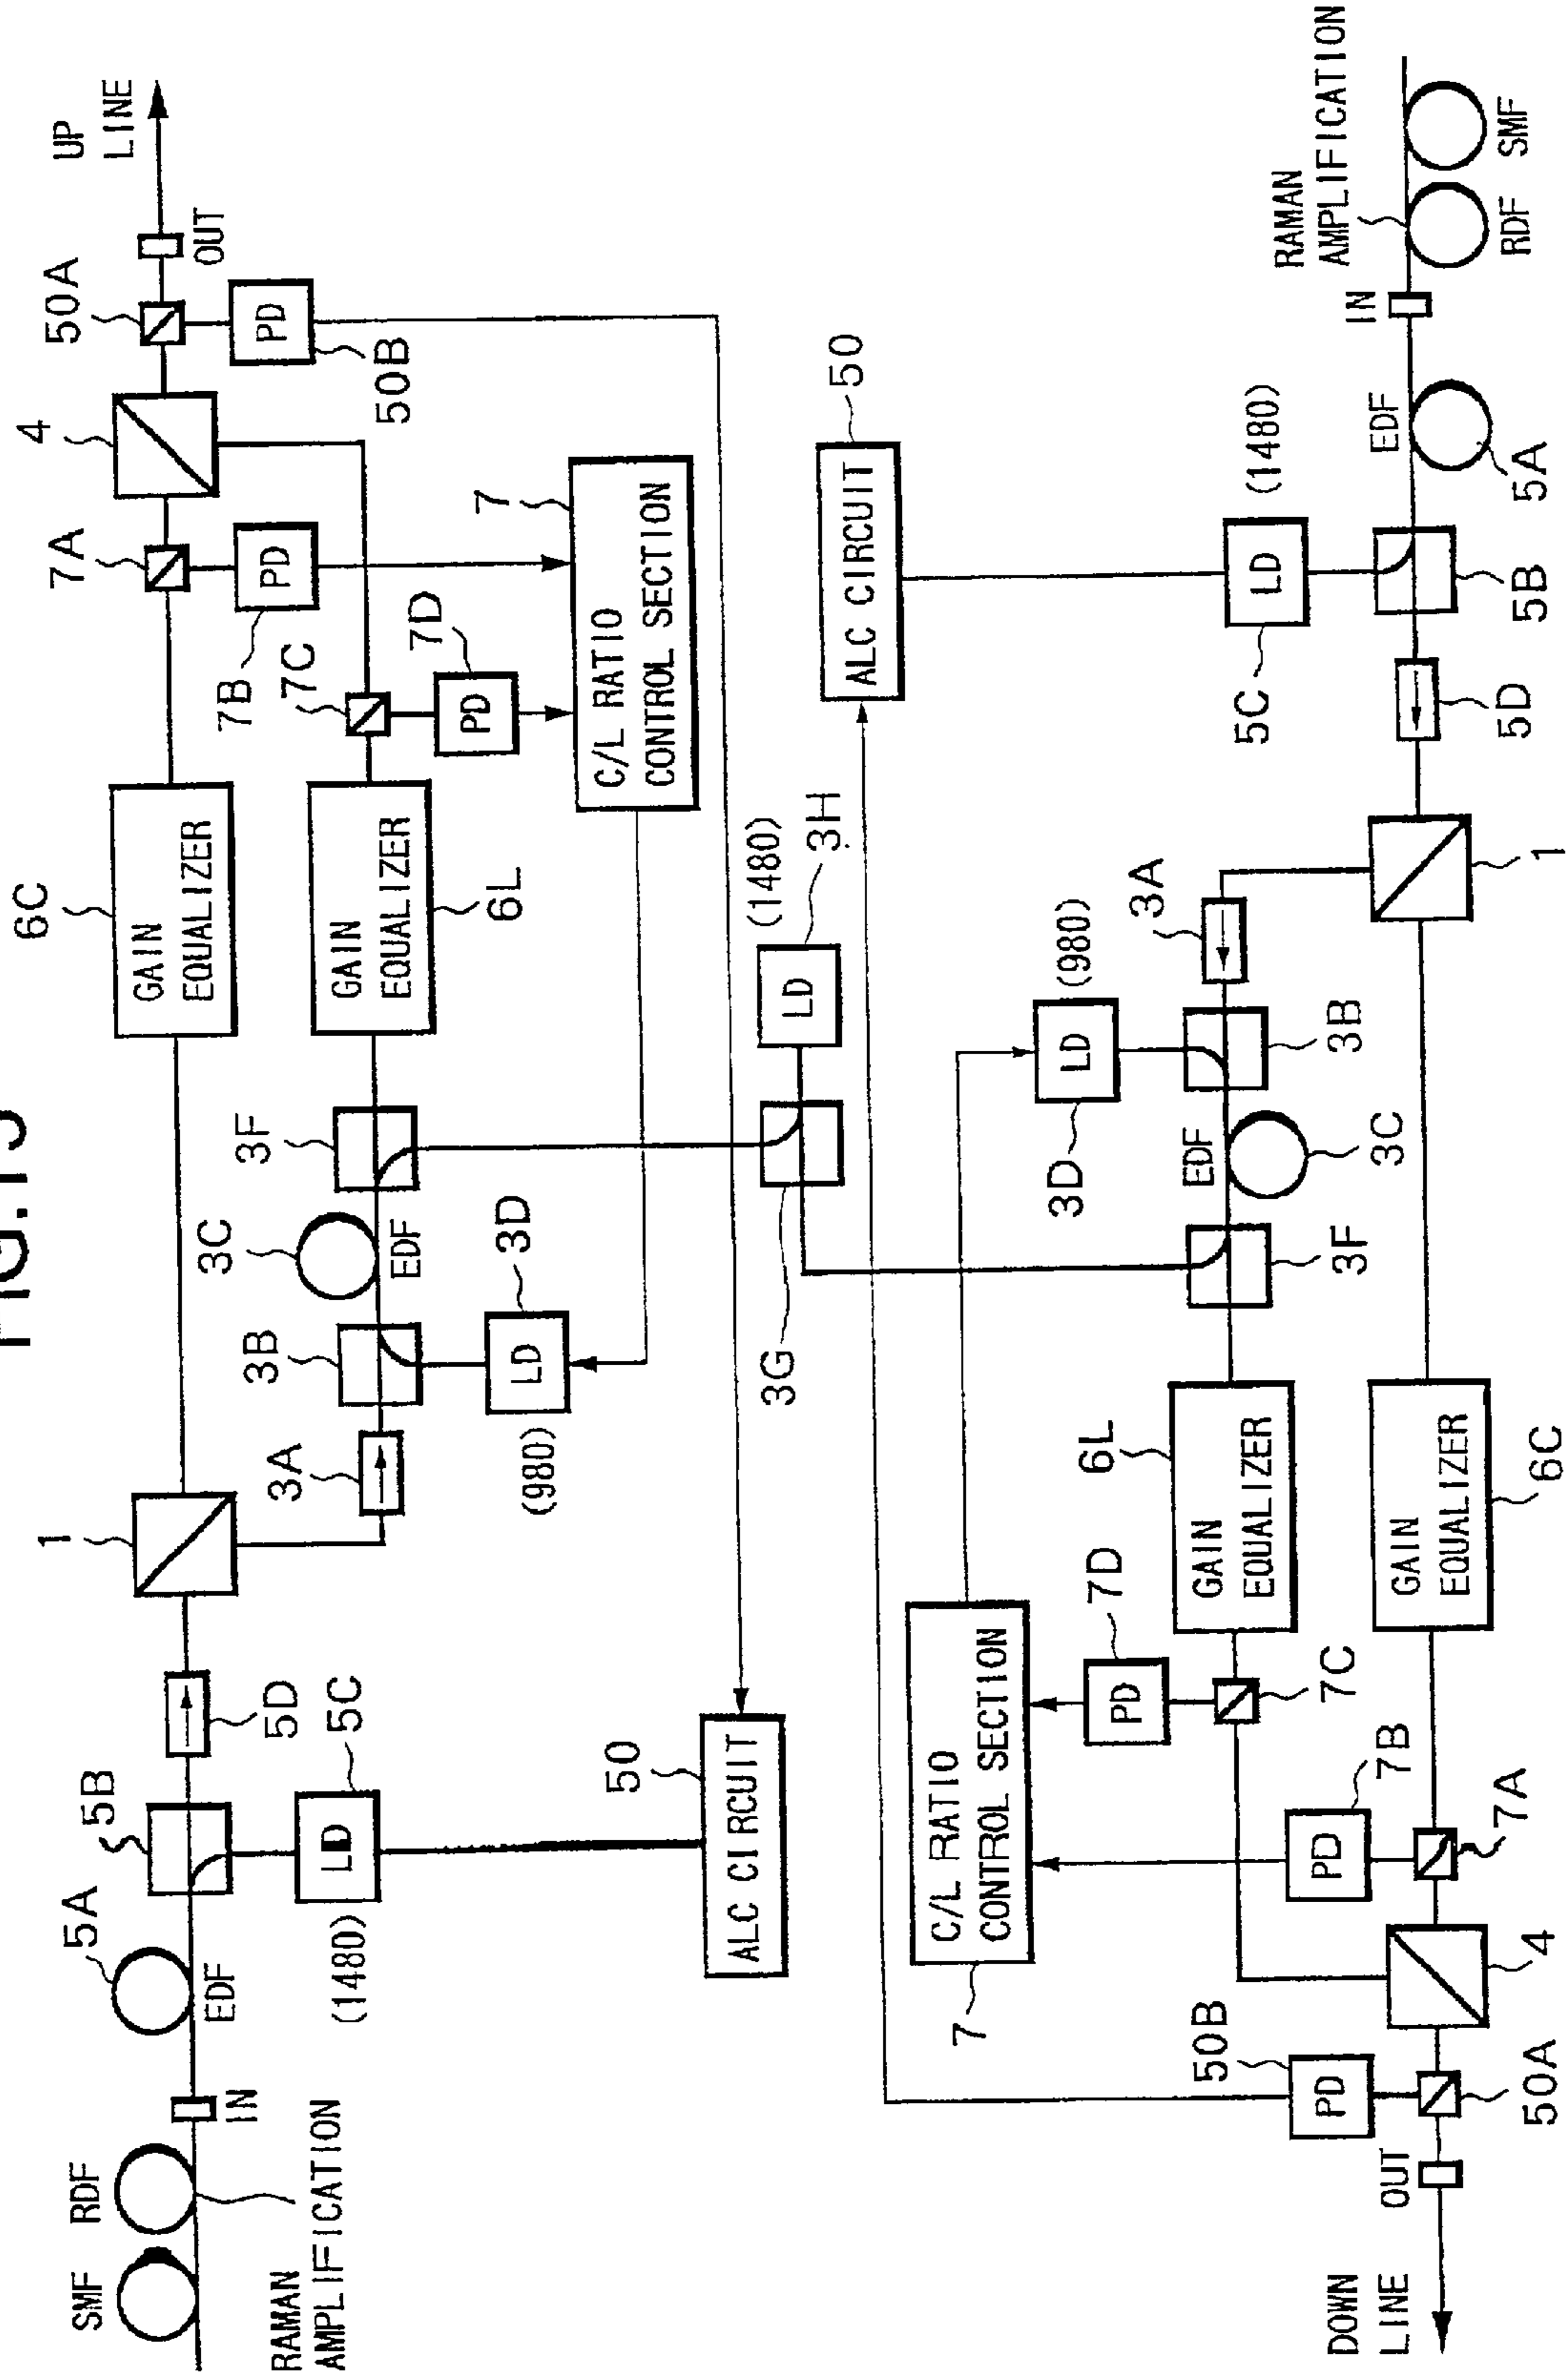 UP
LINE
OUT
50A
PD
50B
4
7A
PD
7B
7C
7D
PD
7
C/L RATIO
CONTROL SECTION
6C
GAIN
EQUALIZER
GAIN
EQUALIZER
6L
3F
3C
EDF
3B
3D
LD
(980)
3A
1
5D
5B
5C
LD
(1480)
5A
EDF
IN
RDF
SMF
RAMAN
AMPLIFICATION
50
ALC CIRCUIT
(1480)
3H
LD
3G
50
ALC CIRCUIT
RAMAN
AMPLIFICATION
SMF
RDF
IN
EDF
5A
(1480)
LD
5C
5B
5D
1
3A
(980)
LD
3D
3B
EDF
3C
3F
6L
GAIN
EQUALIZER
GAIN
EQUALIZER
6C
7D
PD
7C
C/L RATIO
CONTROL SECTION
7
7B
PD
7A
4
50B
PD
50A
OUT
DOWN
LINE